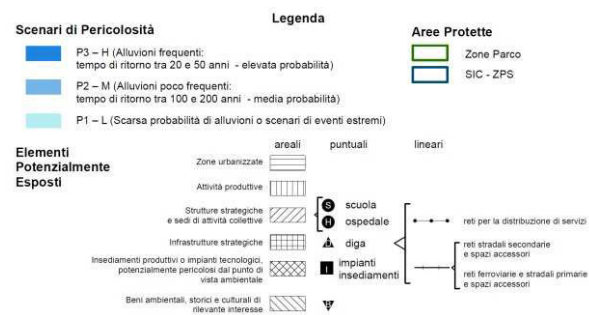 Legenda
Scenari di Pericolosità
P3 – H (Alluvioni frequenti:
tempo di ritorno tra 20 e 50 anni - elevata probabilità)
P2 – M (Alluvioni poco frequenti:
tempo di ritorno tra 100 e 200 anni - media probabilità)
P1 – L (Scarsa probabilità di alluvioni o scenari di eventi estremi)
Aree Protette
Zone Parco
SIC - ZPS
Elementi
Potenzialmente
Esposti
areali puntuali lineari
Zone urbanizzate
Attività produttive
Strutture strategiche
e sedi di attività collettive
Infrastrutture strategiche
Insediamenti produttivi o impianti tecnologici,
potenzialmente pericolosi dal punto di
vista ambientale
Beni ambientali, storici e culturali di
rilevante interesse
S scuola
H ospedale
diga
I impianti
insediamenti
reti per la distribuzione di servizi
reti stradali secondarie
e spazi accessori
reti ferroviarie e stradali primarie
e spazi accessori